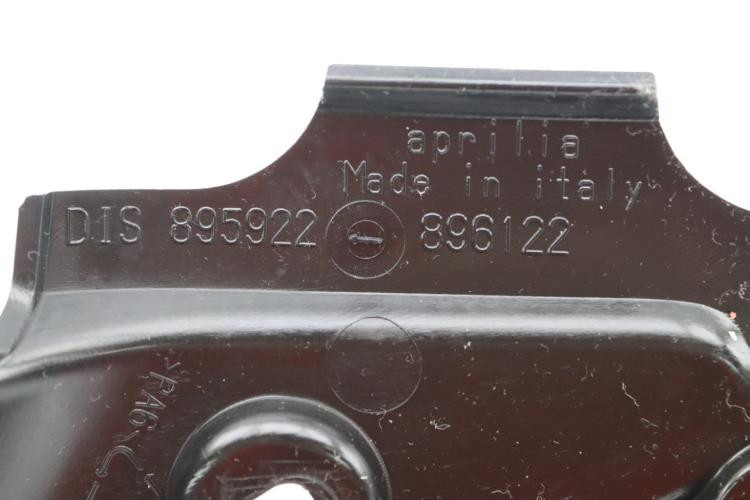 aprilia
Made in italy
DIS 895922 896122
>PA6<